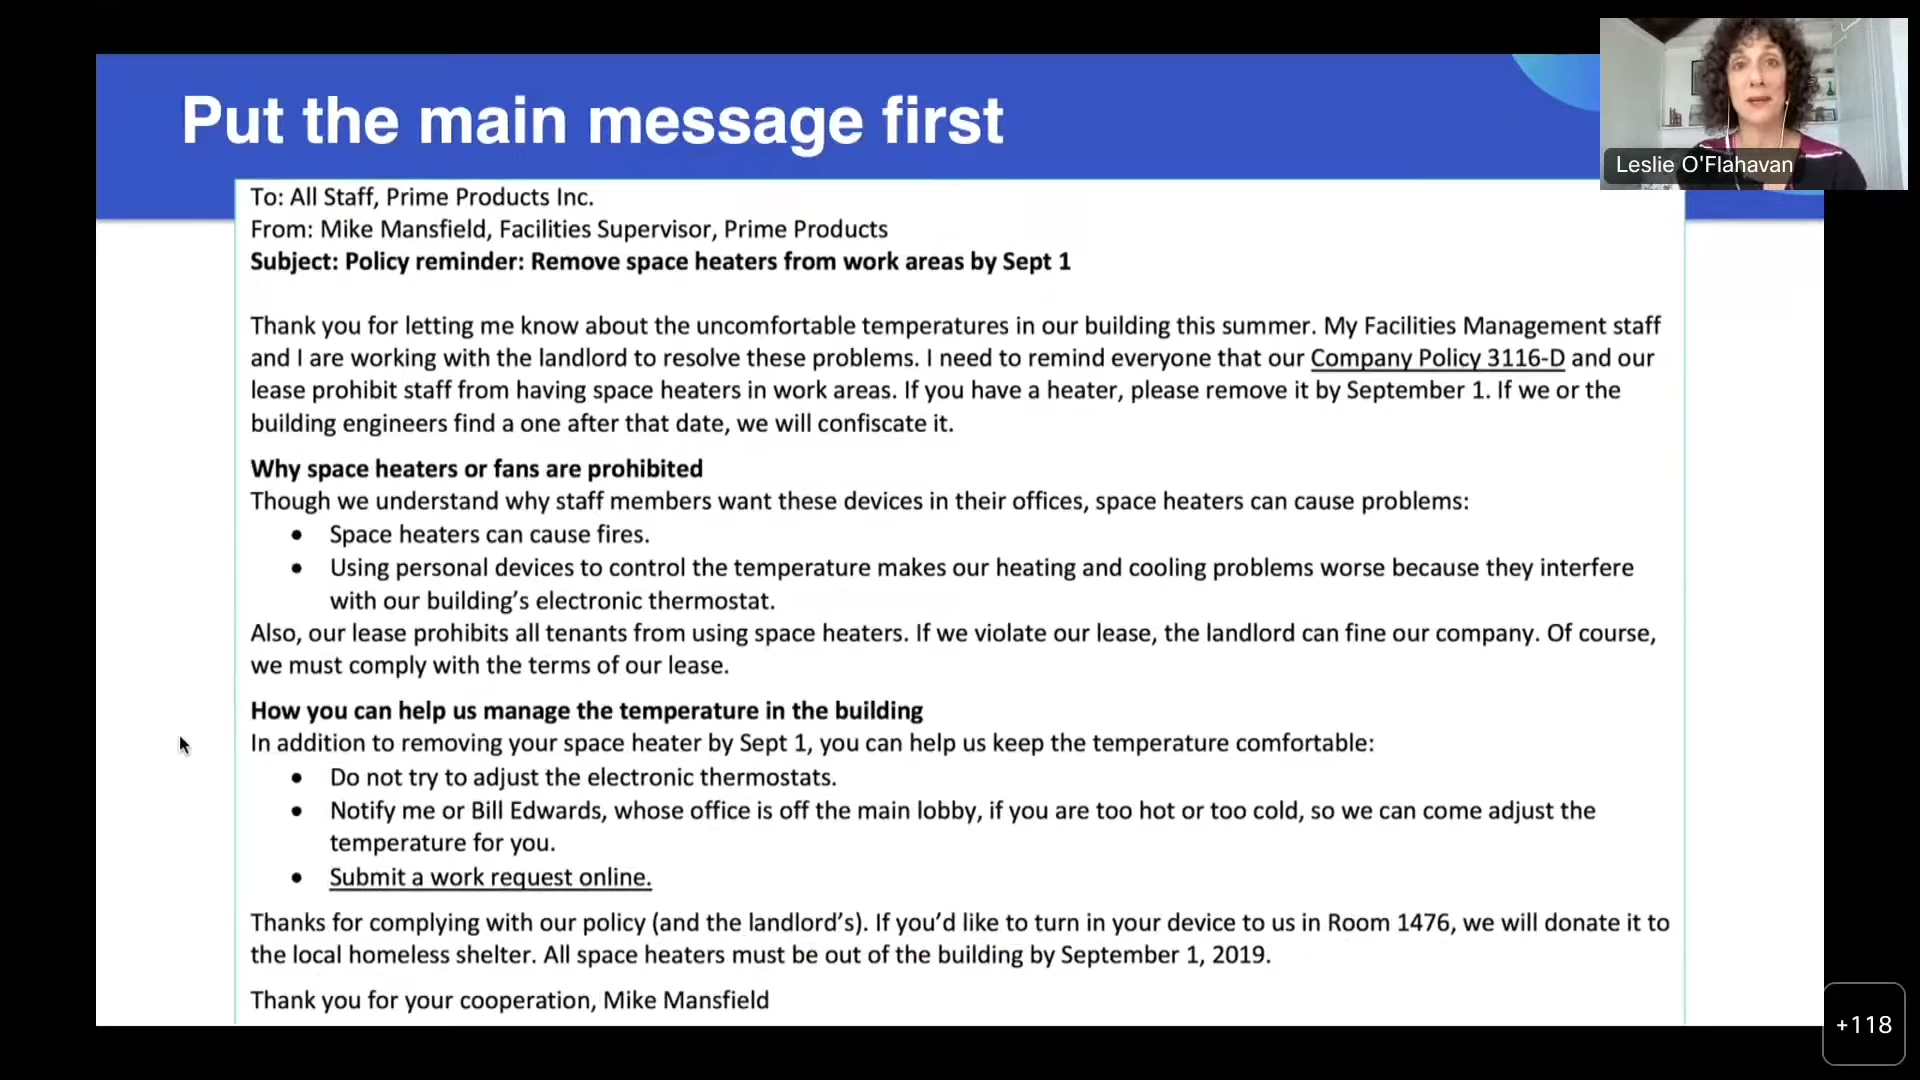 Put the main message first
Leslie O'Flahavan
To: All Staff, Prime Products Inc.
From: Mike Mansfield, Facilities Supervisor, Prime Products
Subject: Policy reminder: Remove space heaters from work areas by Sept 1
Thank you for letting me know about the uncomfortable temperatures in our building this summer. My Facilities Management staff
and I are working with the landlord to resolve these problems. I need to remind everyone that our Company Policy 3116-D and our
lease prohibit staff from having space heaters in work areas. If you have a heater, please remove it by September 1. If we or the
building engineers find a one after that date, we will confiscate it.
Why space heaters or fans are prohibited
Though we understand why staff members want these devices in their offices, space heaters can cause problems:
• Space heaters can cause fires.
• Using personal devices to control the temperature makes our heating and cooling problems worse because they interfere
with our building’s electronic thermostat.
Also, our lease prohibits all tenants from using space heaters. If we violate our lease, the landlord can fine our company. Of course,
we must comply with the terms of our lease.
How you can help us manage the temperature in the building
In addition to removing your space heater by Sept 1, you can help us keep the temperature comfortable:
• Do not try to adjust the electronic thermostats.
• Notify me or Bill Edwards, whose office is off the main lobby, if you are too hot or too cold, so we can come adjust the
temperature for you.
• Submit a work request online.
Thanks for complying with our policy (and the landlord’s). If you’d like to turn in your device to us in Room 1476, we will donate it to
the local homeless shelter. All space heaters must be out of the building by September 1, 2019.
Thank you for your cooperation, Mike Mansfield
+118